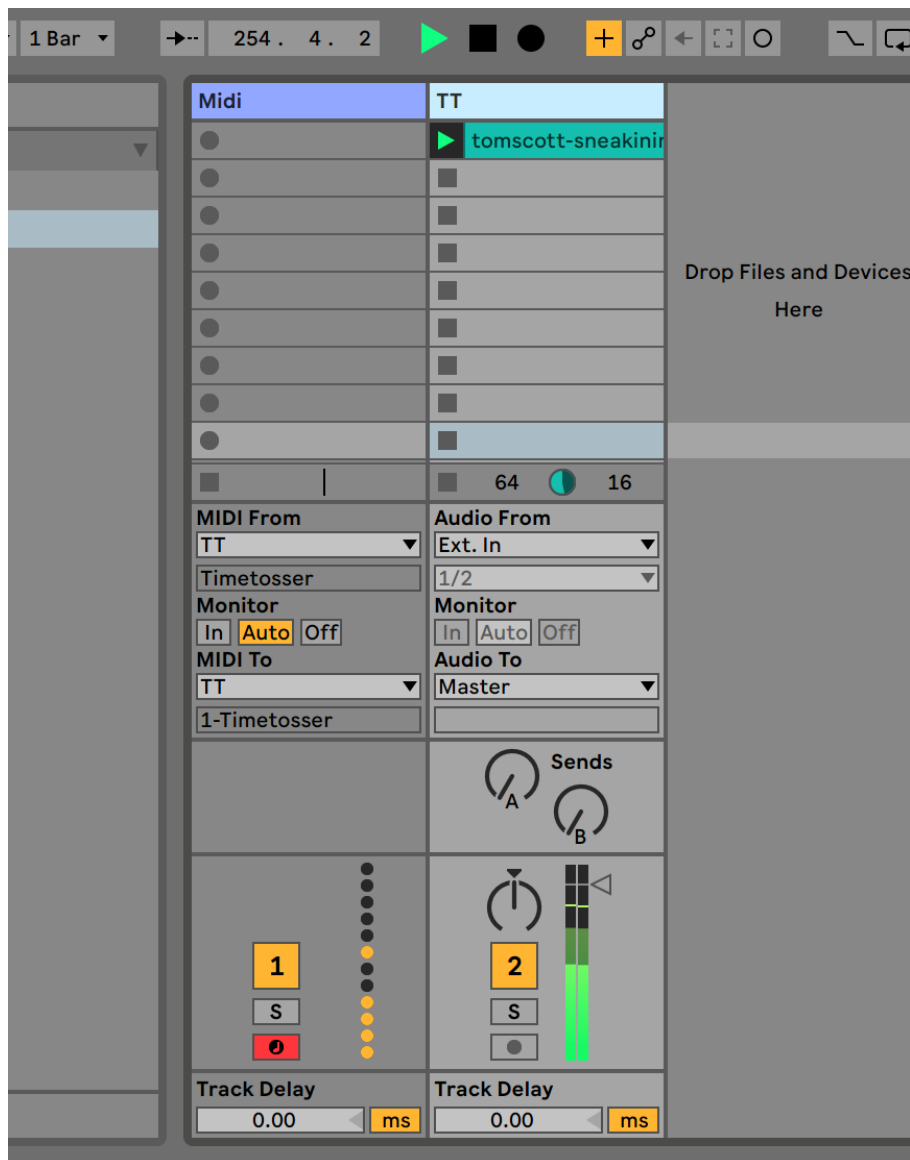 1 Bar
254. 4. 2
Midi
TT
tomscott-sneakinin
Drop Files and Devices
Here
64
16
MIDI From
TT
Timetosser
Monitor
In Auto Off
MIDI To
TT
1-Timetosser
Audio From
Ext. In
1/2
Monitor
In Auto Off
Audio To
Master
Sends
A
B
1
S
2
S
Track Delay
0.00 ms
Track Delay
0.00 ms